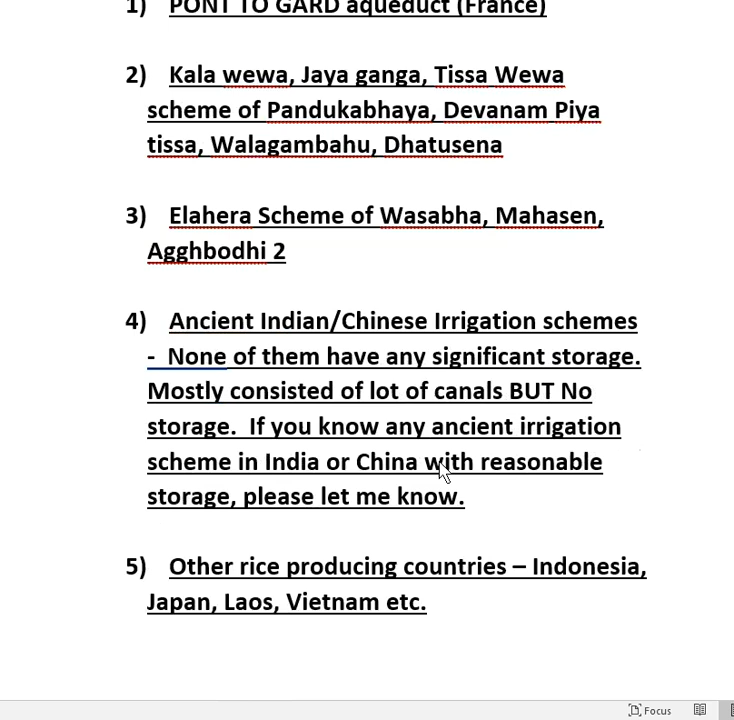 1) PONT TO GARD aqueduct (France)
2) Kala wewa, Jaya ganga, Tissa Wewa
scheme of Pandukabhaya, Devanam Piya
tissa, Walagambahu, Dhatusena
3) Elahera Scheme of Wasabha, Mahasen,
Agghbodhi 2
4) Ancient Indian/Chinese Irrigation schemes
- None of them have any significant storage.
Mostly consisted of lot of canals BUT No
storage. If you know any ancient irrigation
scheme in India or China with reasonable
storage, please let me know.
5) Other rice producing countries – Indonesia,
Japan, Laos, Vietnam etc.
Focus